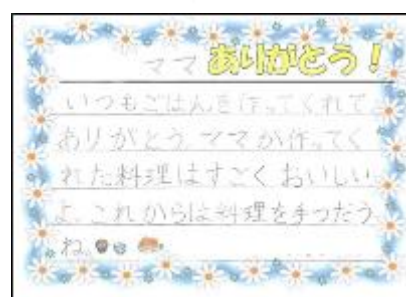 ママ ありがとう!
いつもごはんを作ってくれて
ありがとう。ママが作ってく
れた料理はすごくおいしい
よ。これからは料理を手つだう
ね。